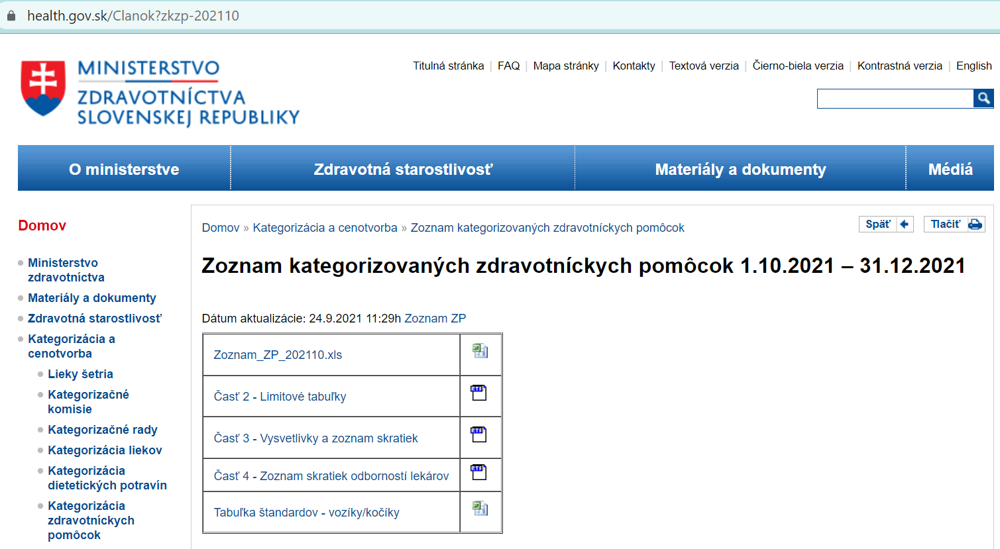 health.gov.sk/Clanok?zkzp-202110
MINISTERSTVO
ZDRAVOTNÍCTVA
SLOVENSKEJ REPUBLIKY
Titulná stránka | FAQ | Mapa stránky | Kontakty | Textová verzia | Čierno-biela verzia | Kontrastná verzia | English
O ministerstve
Zdravotná starostlivosť
Materiály a dokumenty
Médiá
Domov
Ministerstvo
zdravotníctva
Materiály a dokumenty
Zdravotná starostlivosť
Kategorizácia a
cenotvorba
Lieky šetria
Kategorizačné
komisie
Kategorizačné rady
Kategorizácia liekov
Kategorizácia
dietetických potravín
Kategorizácia
zdravotníckych
pomôcok
Domov » Kategorizácia a cenotvorba » Zoznam kategorizovaných zdravotníckych pomôcok
Späť
Tlačiť
Zoznam kategorizovaných zdravotníckych pomôcok 1.10.2021 – 31.12.2021
Dátum aktualizácie: 24.9.2021 11:29h Zoznam ZP
Zoznam_ZP_202110.xls
Časť 2 - Limitové tabuľky
RTF
Časť 3 - Vysvetlivky a zoznam skratiek
RTF
Časť 4 - Zoznam skratiek odborností lekárov
RTF
Tabuľka štandardov - vozíky/kočíky